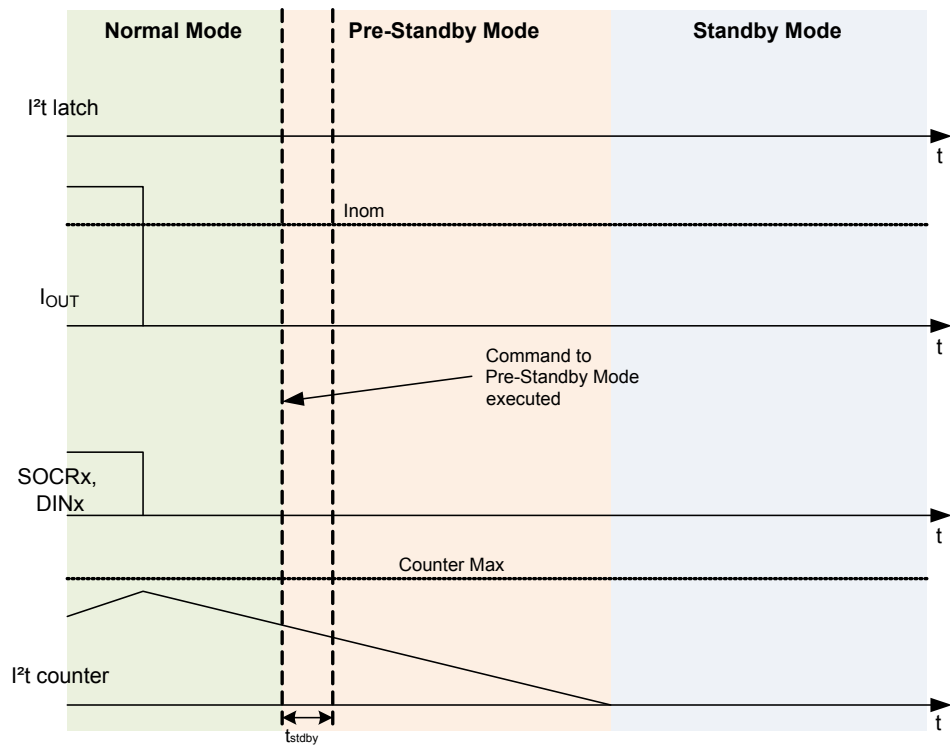 Normal Mode
Pre-Standby Mode
Standby Mode
I²t latch
t
Inom
IOUT
t
Command to
Pre-Standby Mode
executed
SOCRx,
DINx
t
Counter Max
I²t counter
t
tstdby